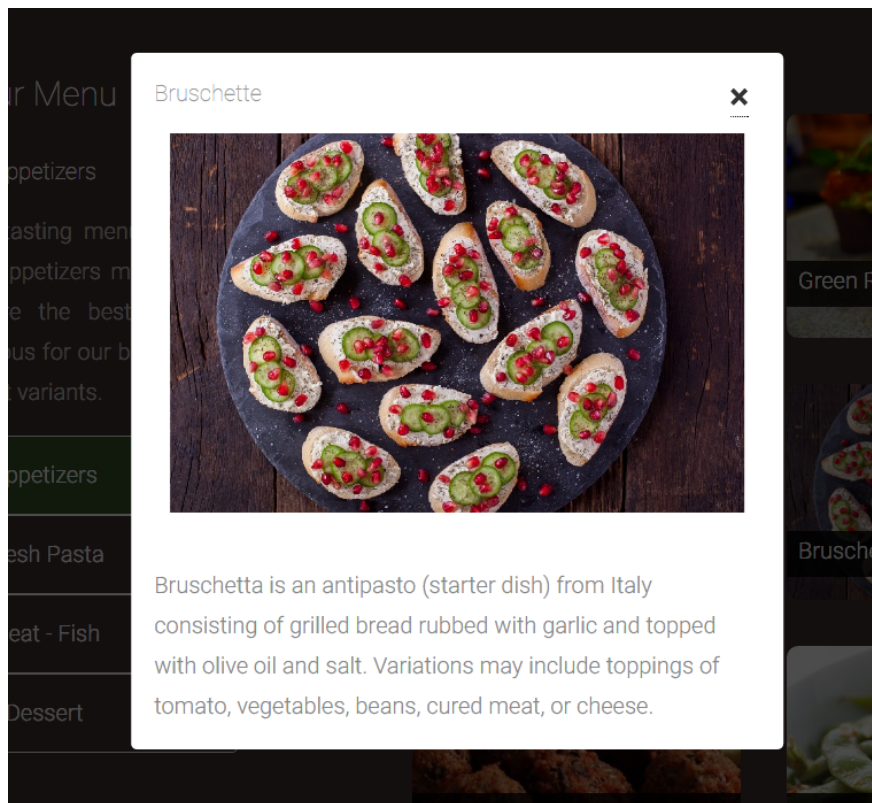 Bruschette
×
Bruschetta is an antipasto (starter dish) from Italy
consisting of grilled bread rubbed with garlic and topped
with olive oil and salt. Variations may include toppings of
tomato, vegetables, beans, cured meat, or cheese.
ur Menu
ppetizers
tasting men
ppetizers m
re the best
ous for our b
t variants.
ppetizers
esh Pasta
eat - Fish
Dessert
Green R
Brusche